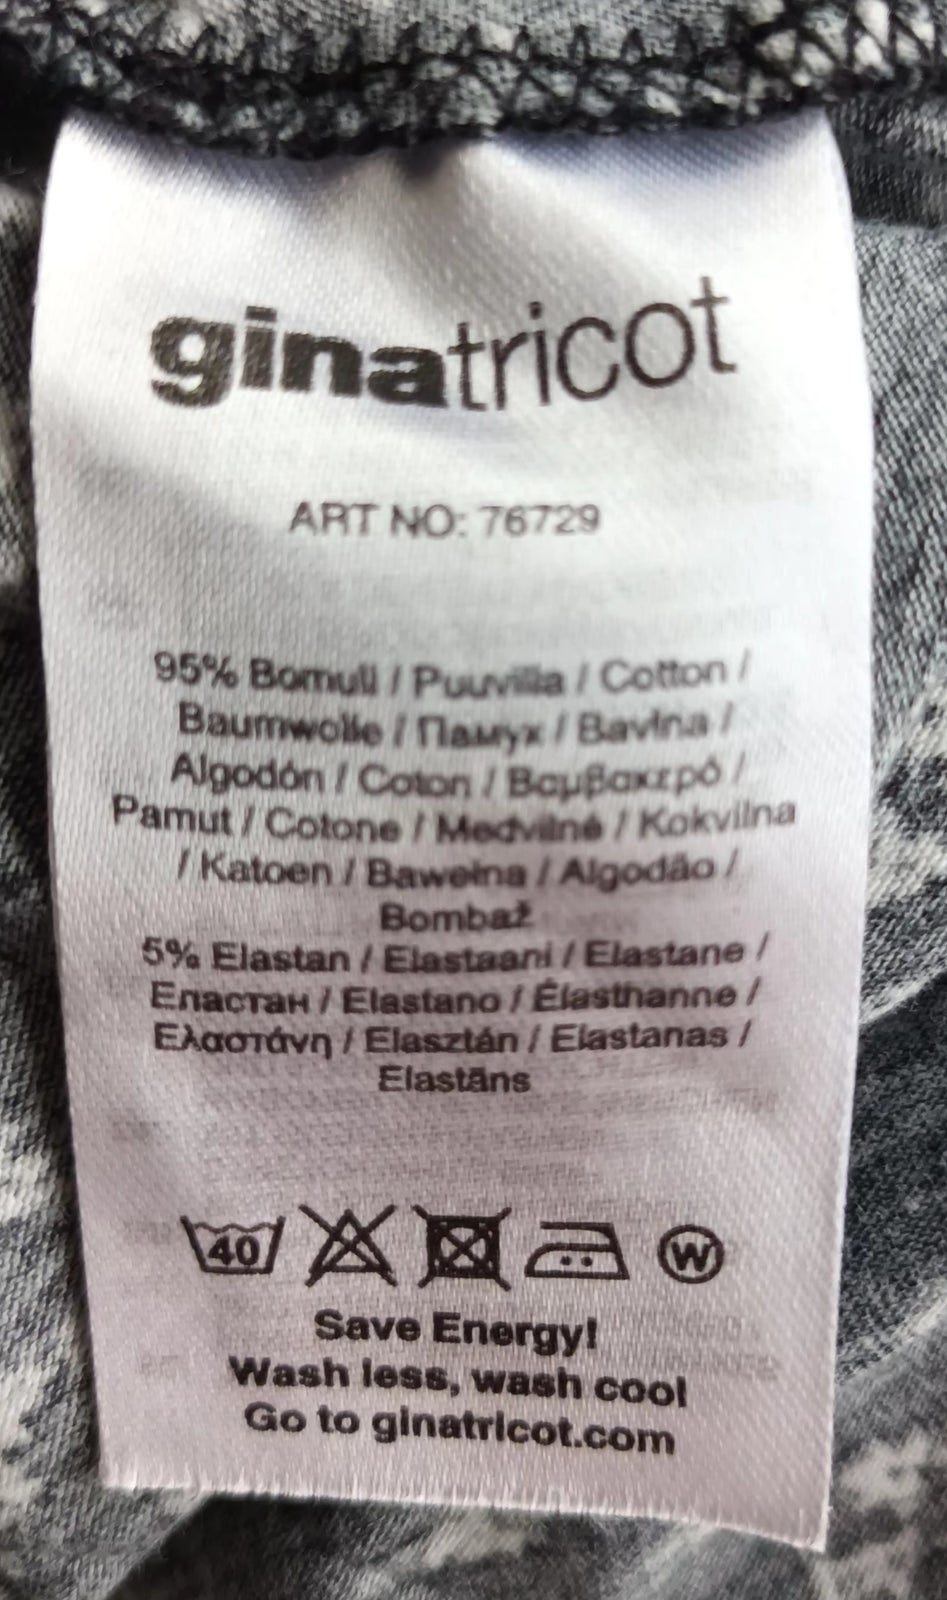 ginatricot
ART NO: 76729
95% Bomull / Puuvilla / Cotton /
Baumwolle / Памук / Bavlna /
Algodón / Coton / Βαμβακερό /
Pamut / Cotone / Medvilnė / Kokvilna
/ Katoen / Bawełna / Algodão /
Bombaž
5% Elastan / Elastaani / Elastane /
Еластан / Elastano / Élasthanne /
Ελαστάνη / Elasztán / Elastanas /
Elastāns
40 W
Save Energy!
Wash less, wash cool
Go to ginatricot.com